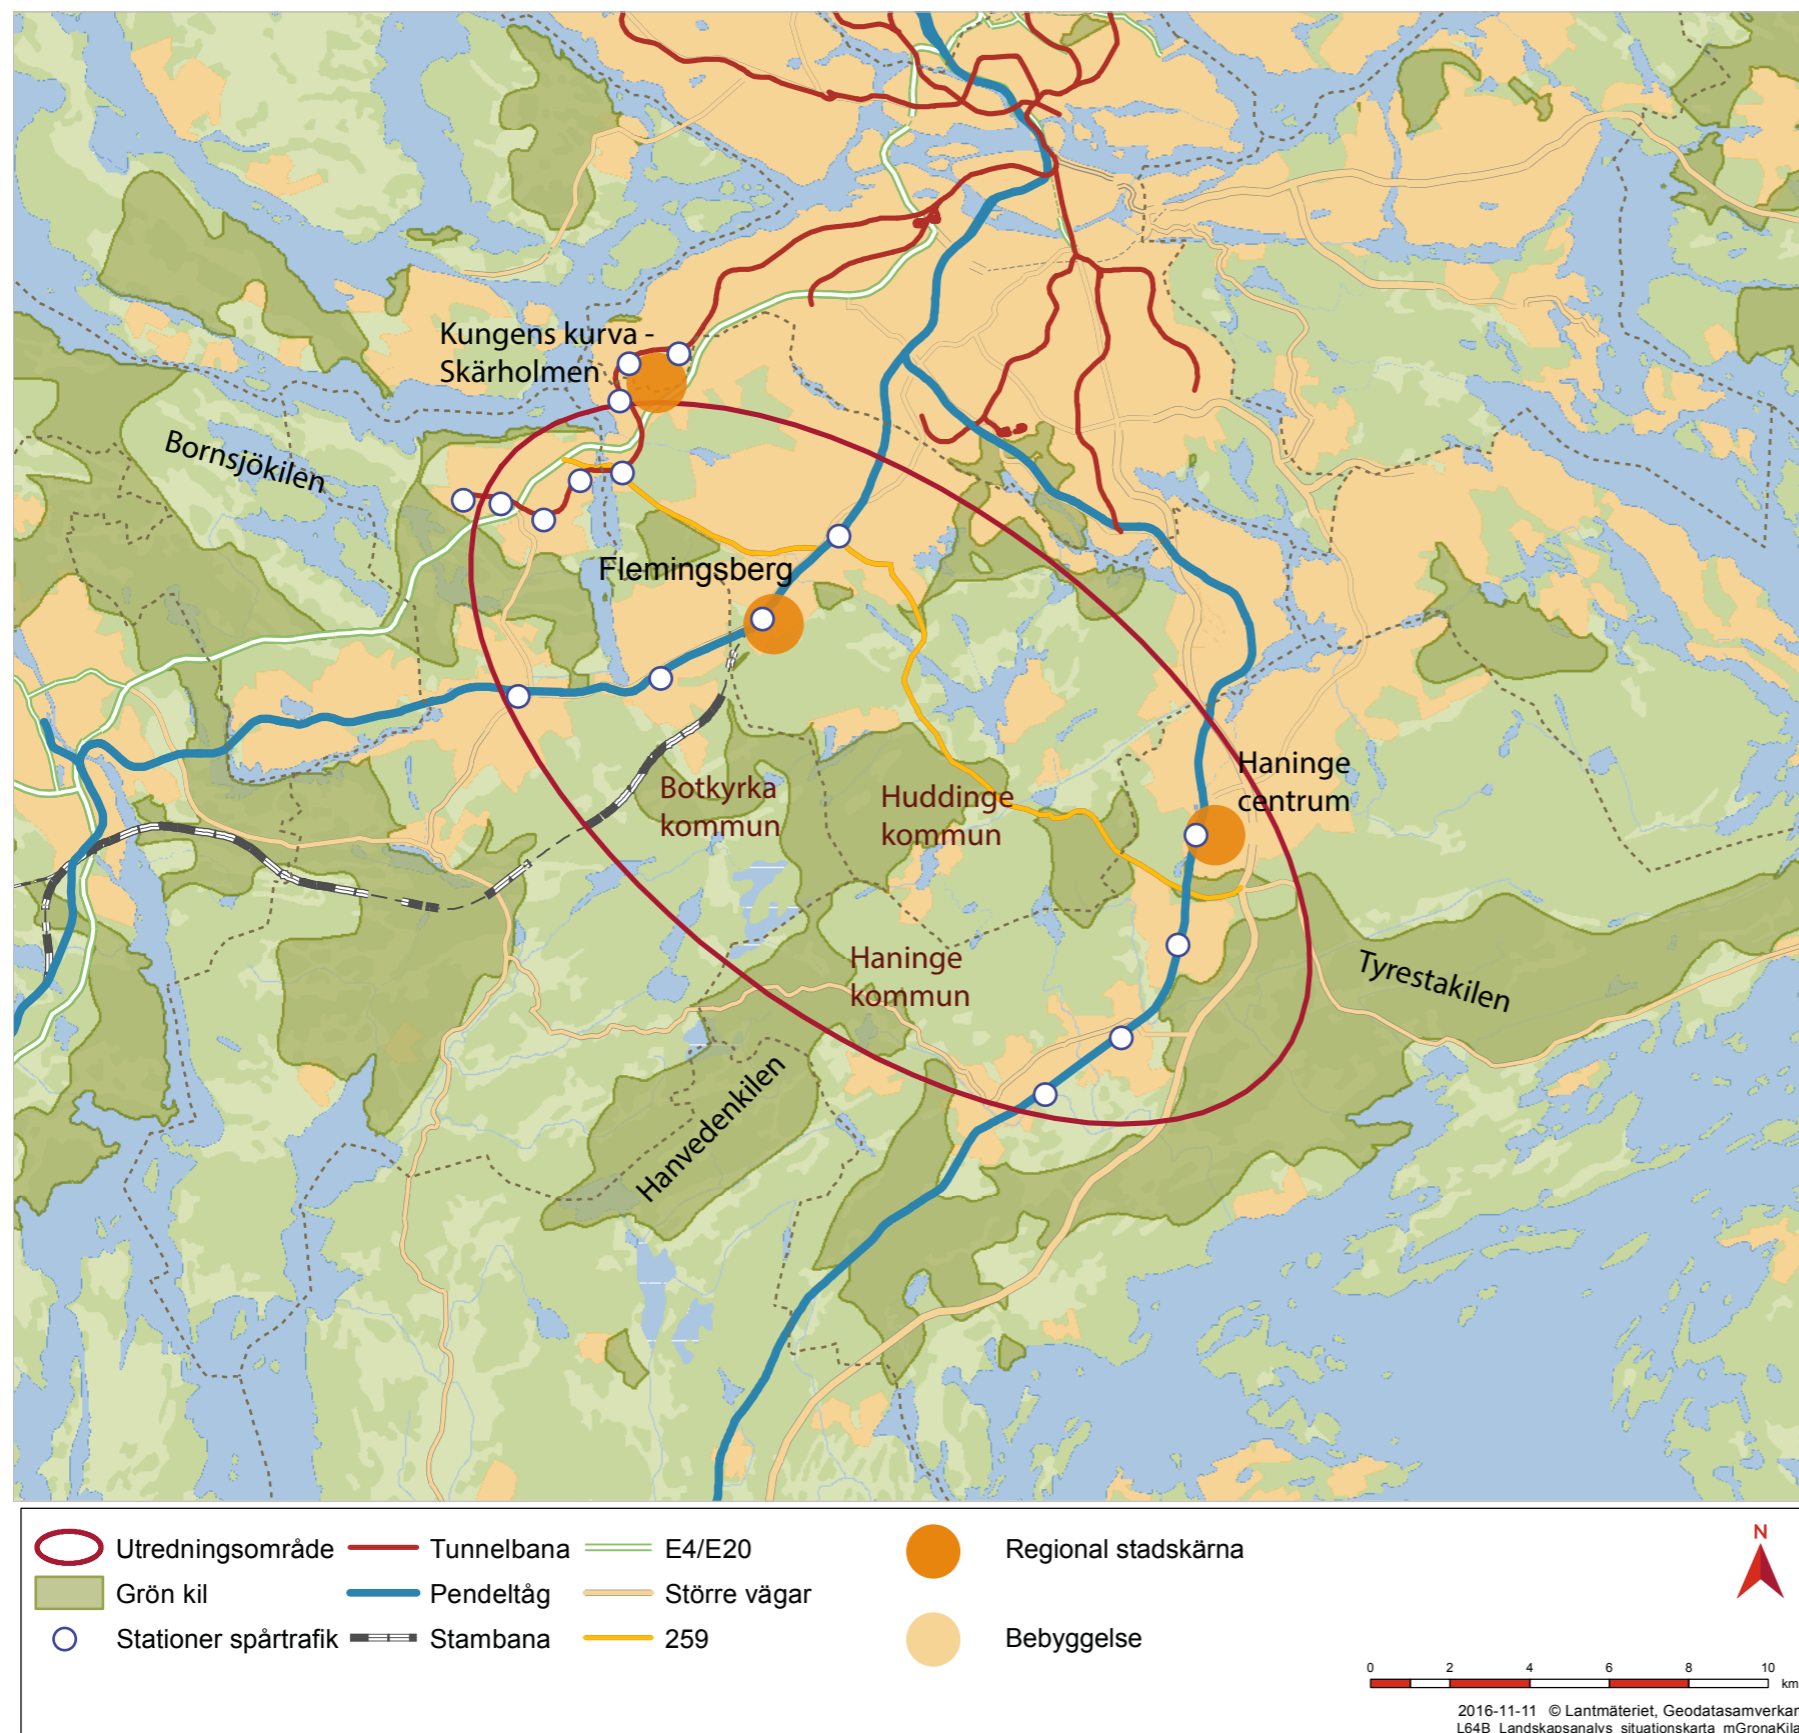 Kungens kurva -
Skärholmen
Bornsjökilen
Flemingsberg
Haninge
centrum
Botkyrka
kommun
Huddinge
kommun
Haninge
kommun
Tyrestakilen
Hanvedenkilen
Utredningsområde
Tunnelbana
E4/E20
Regional stadskärna
N
Grön kil
Pendeltåg
Större vägar
Stationer spårtrafik
Stambana
259
Bebyggelse
0 2 4 6 8 10
km
2016-11-11 © Lantmäteriet, Geodatasamverkan
L64B_Landskapsanalys_situationskarta_mGronaKila